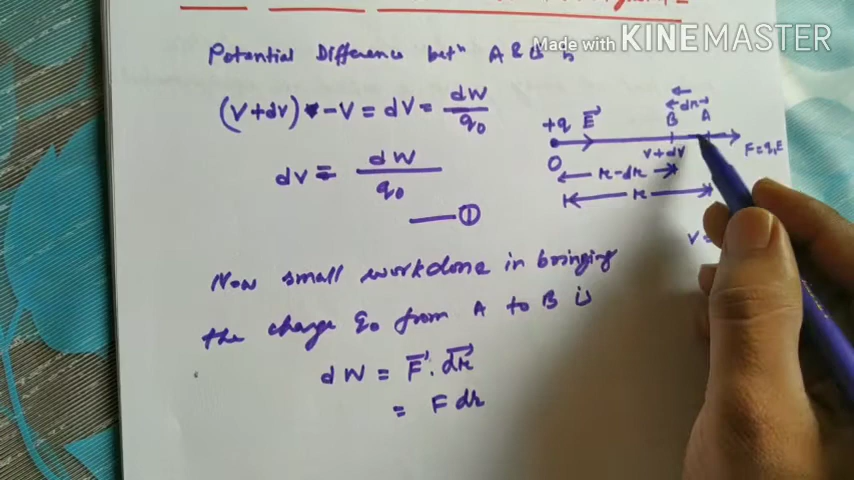 Potential Difference betⁿ A & B is
Made with KINEMASTER
(V+dV) - V = dV = dW/q₀
dV = dW/q₀
①
Now small workdone in bringing
the charge q₀ from A to B is
dW = F⃗ . dr⃗
= F dr
dr
B A
+q E⃗
O V+dV
F = q₀E
r - dr
r
V =